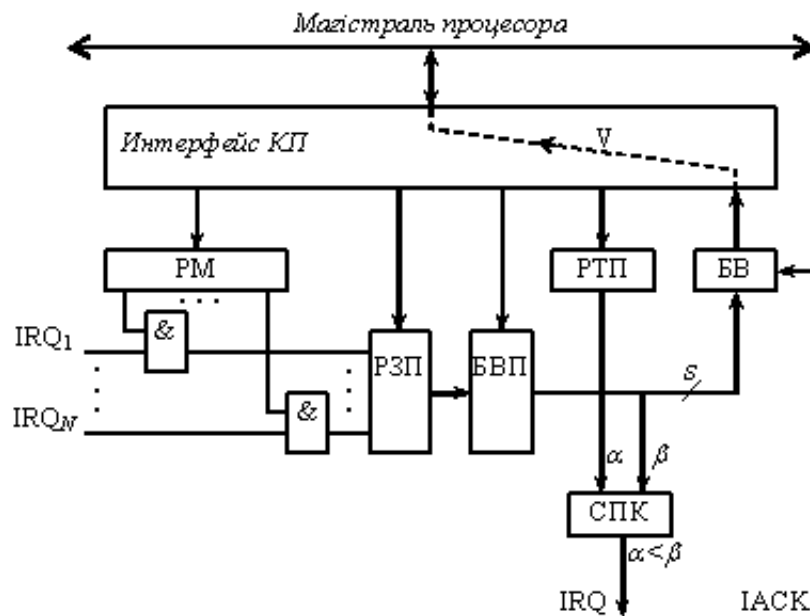 Магістраль процесора
Интерфейс КП
V
РМ
РТП
БВ
. . .
&
IRQ1
РЗП
БВП
s
&
IRQN
α
β
СПК
α<β
IRQ
IACK